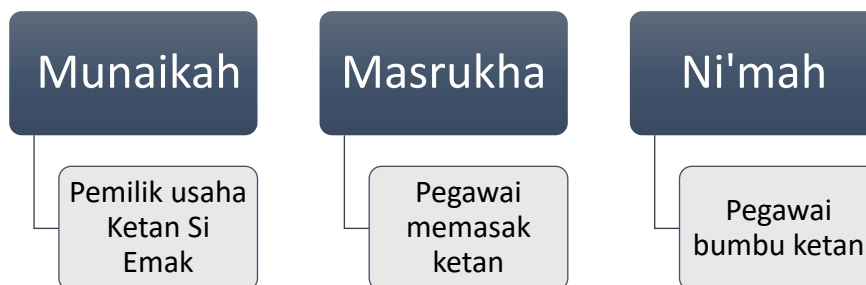 Munaikah
Pemilik usaha
Ketan Si
Emak
Masrukha
Pegawai
memasak
ketan
Ni'mah
Pegawai
bumbu ketan